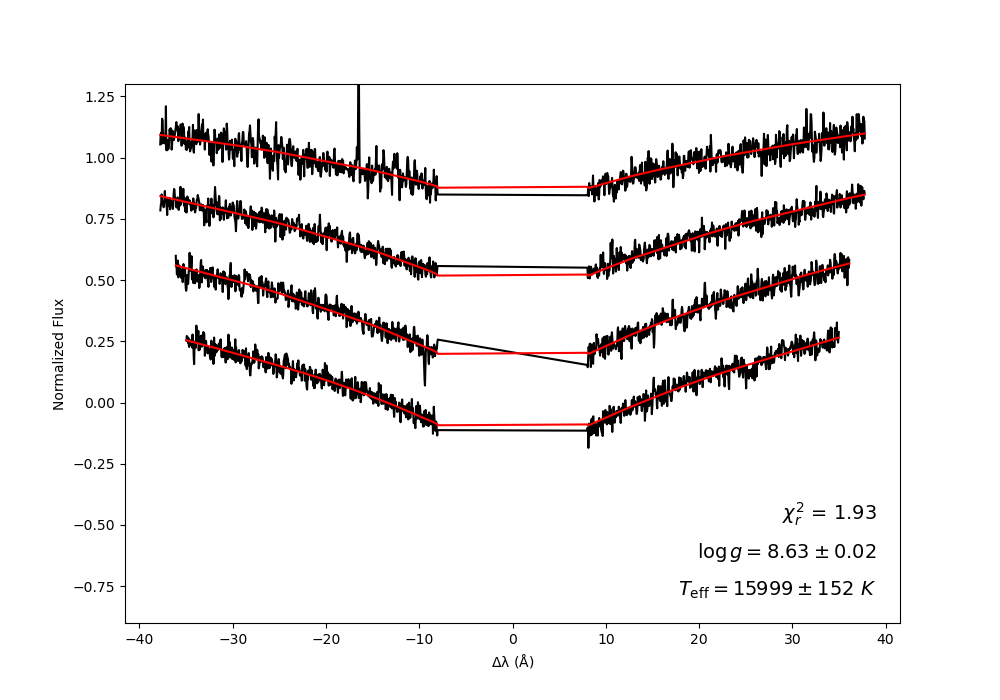 1.25
1.00
0.75
0.50
0.25
0.00
−0.25
−0.50
−0.75
Normalized Flux
χ_r^2 = 1.93
log g = 8.63 ± 0.02
T_eff = 15999 ± 152 K
−40 −30 −20 −10 0 10 20 30 40
Δλ (Å)